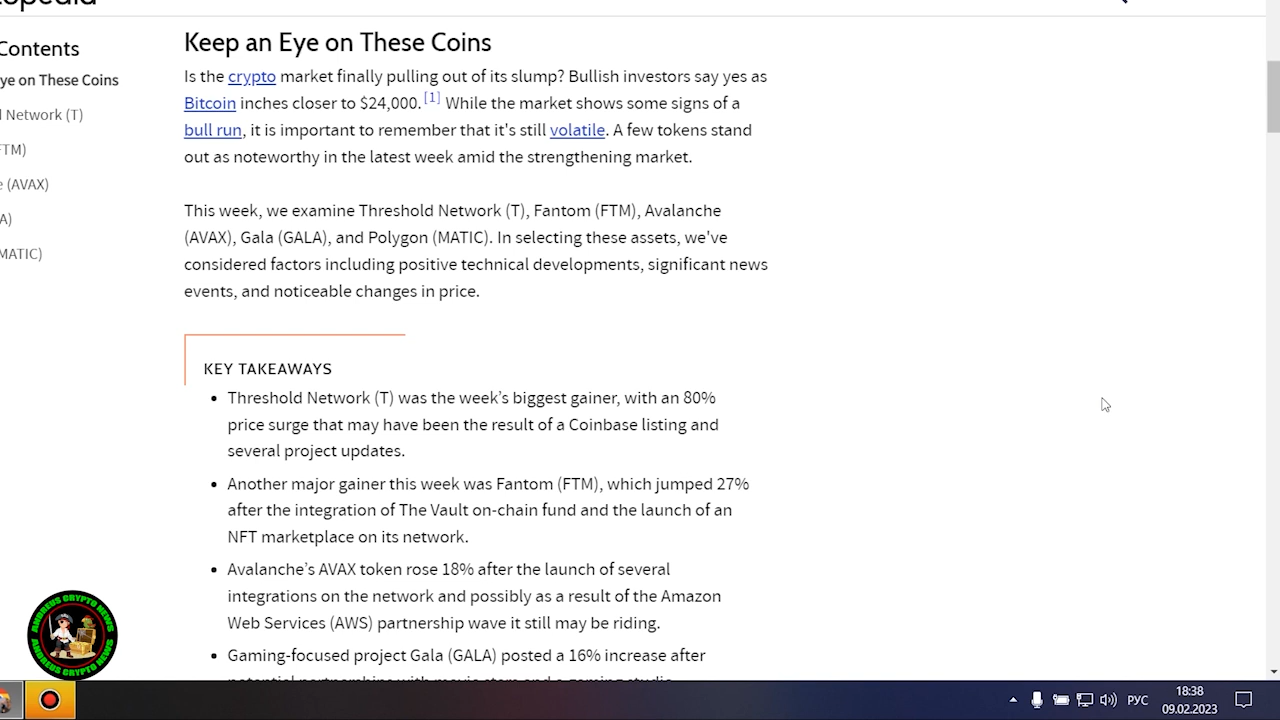 Contents
ye on These Coins
l Network (T)
FTM)
e (AVAX)
A)
MATIC)
Keep an Eye on These Coins
Is the crypto market finally pulling out of its slump? Bullish investors say yes as
Bitcoin inches closer to $24,000. [1] While the market shows some signs of a
bull run, it is important to remember that it's still volatile. A few tokens stand
out as noteworthy in the latest week amid the strengthening market.
This week, we examine Threshold Network (T), Fantom (FTM), Avalanche
(AVAX), Gala (GALA), and Polygon (MATIC). In selecting these assets, we've
considered factors including positive technical developments, significant news
events, and noticeable changes in price.
KEY TAKEAWAYS
• Threshold Network (T) was the week’s biggest gainer, with an 80%
price surge that may have been the result of a Coinbase listing and
several project updates.
• Another major gainer this week was Fantom (FTM), which jumped 27%
after the integration of The Vault on-chain fund and the launch of an
NFT marketplace on its network.
• Avalanche’s AVAX token rose 18% after the launch of several
integrations on the network and possibly as a result of the Amazon
Web Services (AWS) partnership wave it still may be riding.
• Gaming-focused project Gala (GALA) posted a 16% increase after
ANDREUS CRYPTO NEWS
ANDREUS CRYPTO NEWS
РУС
18:38
09.02.2023